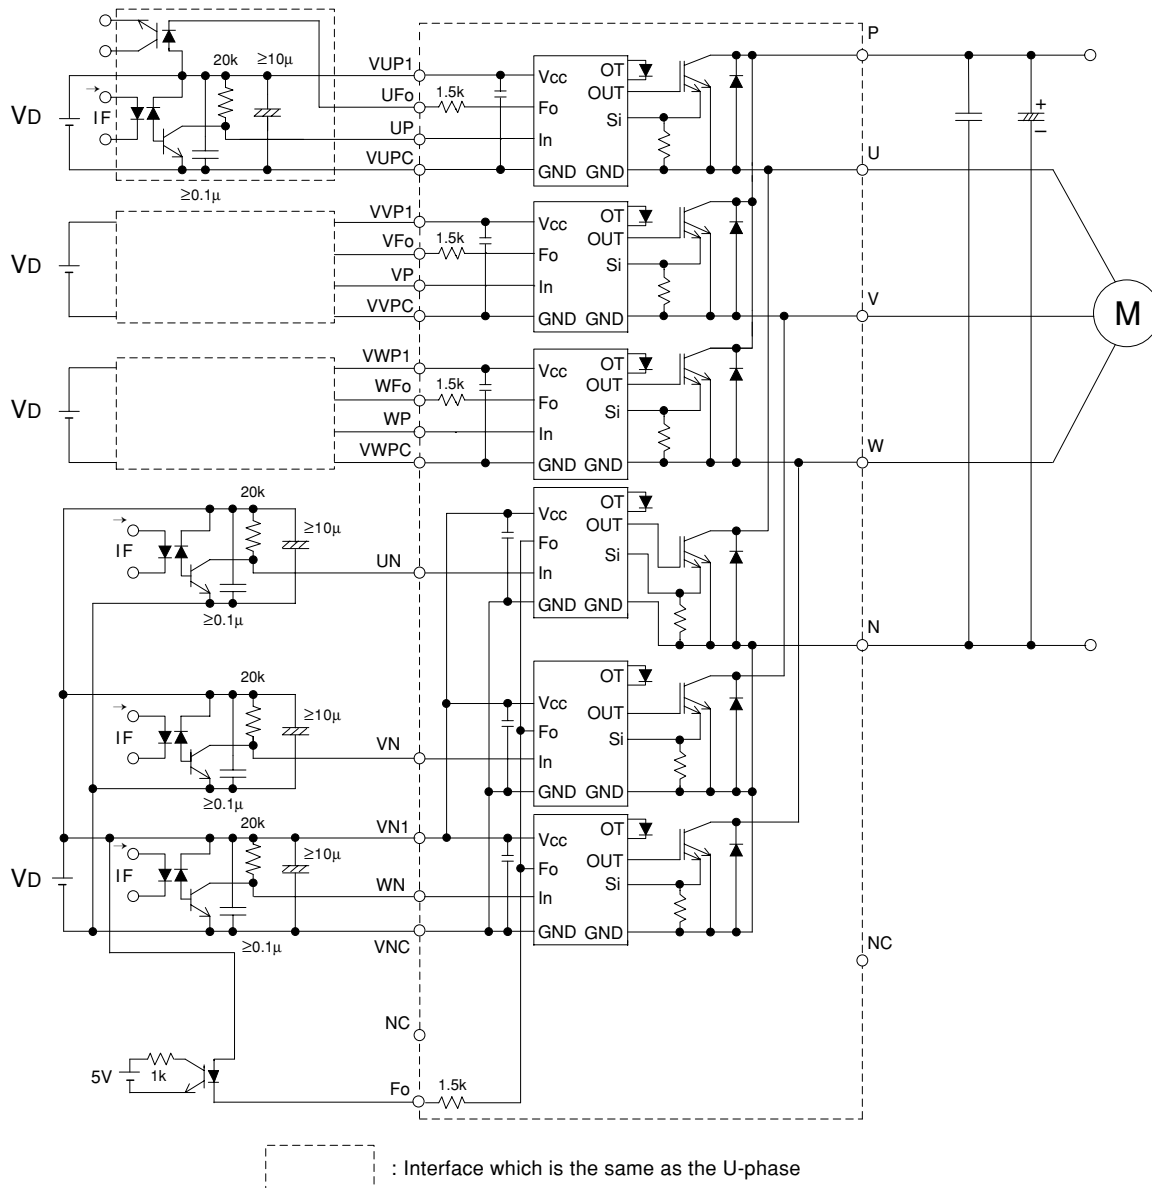 P
20k
≥10µ
VUP1
OT
Vcc
OUT
UFo
1.5k
Fo
Si
VD
IF
UP
In
+
–
VUPC
GND
GND
U
≥0.1µ
VVP1
OT
Vcc
OUT
VFo
1.5k
Fo
Si
VD
VP
In
VVPC
GND
GND
V
M
VWP1
OT
Vcc
OUT
WFo
1.5k
Fo
Si
VD
WP
In
VWPC
GND
GND
W
20k
≥10µ
OT
Vcc
OUT
IF
Fo
Si
UN
In
GND
GND
≥0.1µ
N
20k
OT
Vcc
≥10µ
OUT
IF
Fo
Si
VN
In
GND
GND
≥0.1µ
20k
VN1
OT
Vcc
≥10µ
OUT
IF
Fo
VD
Si
WN
In
GND
GND
≥0.1µ
VNC
NC
NC
5V
1k
Fo
1.5k
: Interface which is the same as the U-phase